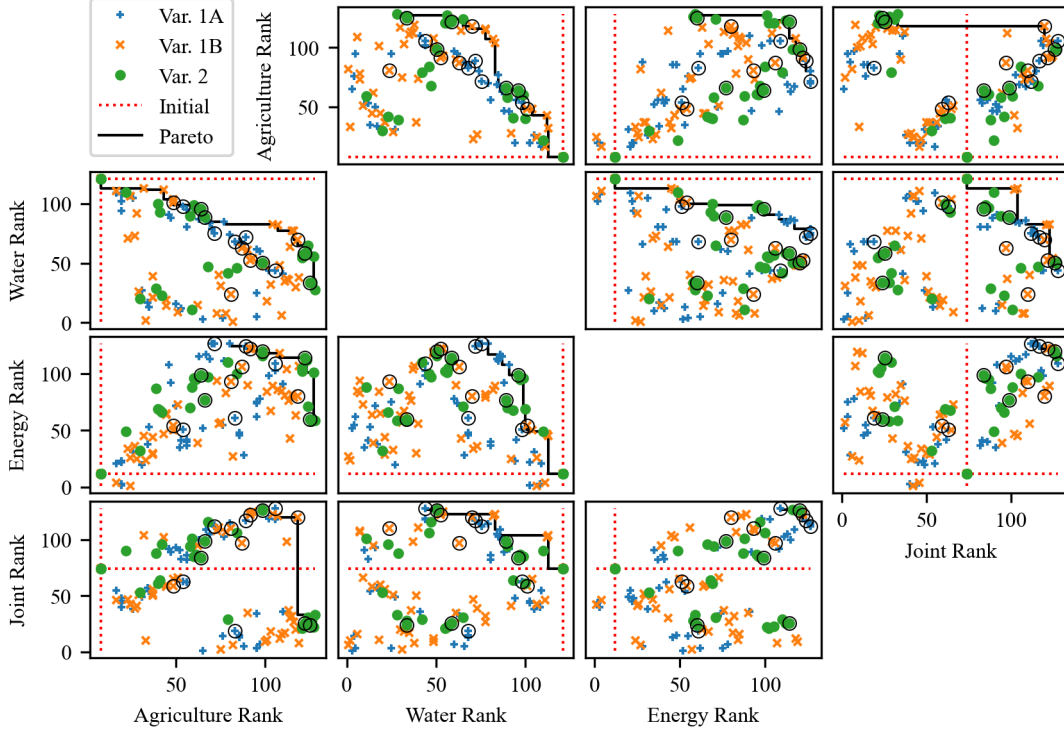 Var. 1A
Var. 1B
Var. 2
Initial
Pareto
Agriculture Rank
100
50
Water Rank
100
50
0
Energy Rank
100
50
0
0 50 100
Joint Rank
Joint Rank
100
50
0
50 100
0 50 100
0 50 100
Agriculture Rank
Water Rank
Energy Rank